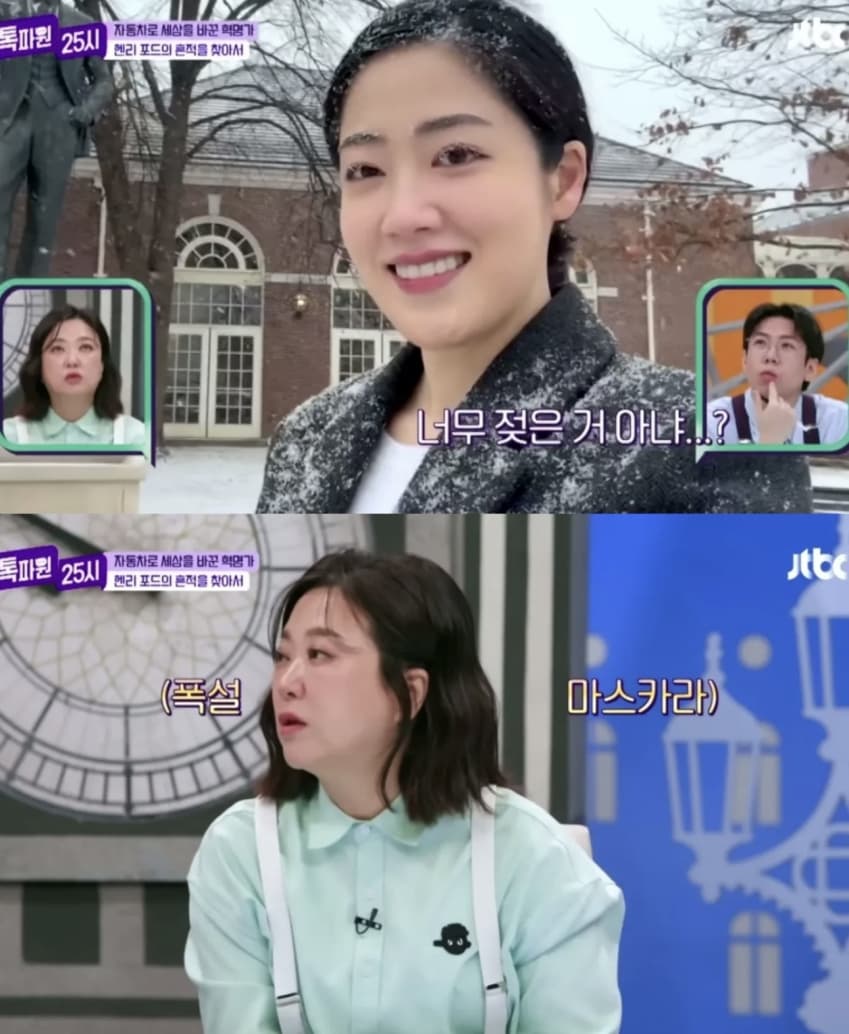 톡파원 25시
자동차로 세상을 바꾼 혁명가
헨리 포드의 흔적을 찾아서
jtbc
너무 젖은 거 아냐...?
톡파원 25시
자동차로 세상을 바꾼 혁명가
헨리 포드의 흔적을 찾아서
jtbc
(폭설 마스카라)